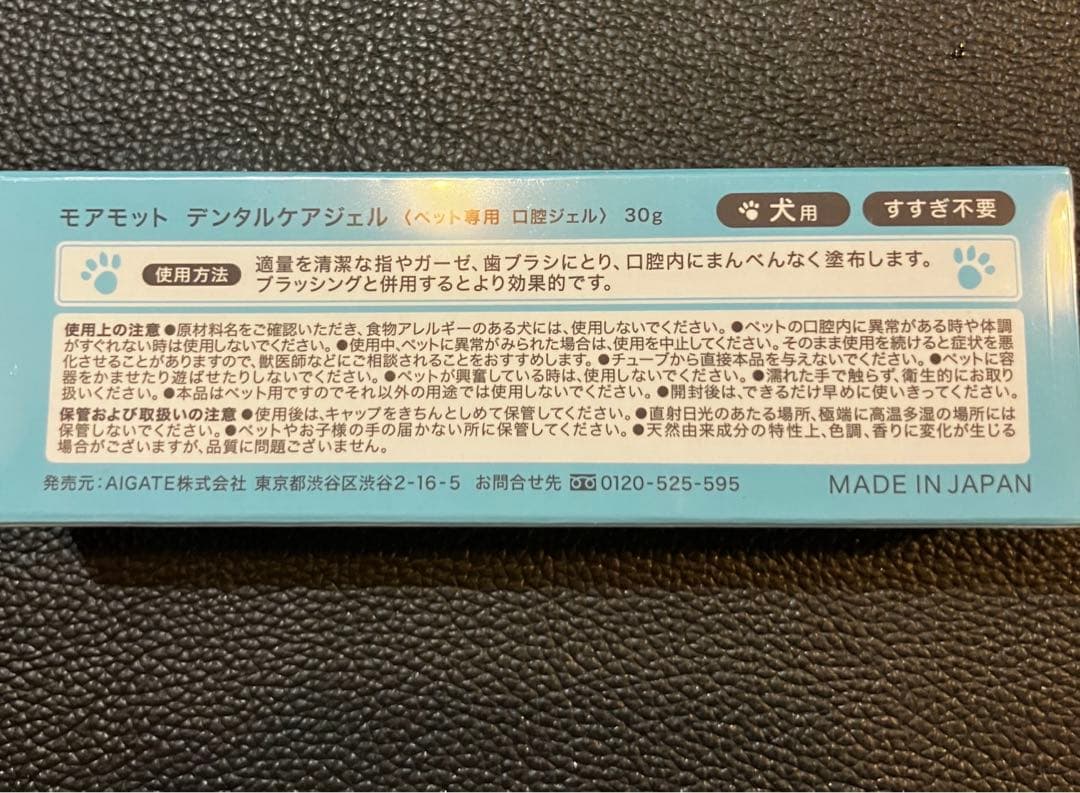 モアモット デンタルケアジェル 〈ペット専用 口腔ジェル〉 30g 犬用 すすぎ不要
使用方法 適量を清潔な指やガーゼ、歯ブラシにとり、口腔内にまんべんなく塗布します。
ブラッシングと併用するとより効果的です。
使用上の注意 ●原材料名をご確認いただき、食物アレルギーのある犬には、使用しないでください。●ペットの口腔内に異常がある時や体調
がすぐれない時は使用しないでください。●使用中、ペットに異常がみられた場合は、使用を中止してください。そのまま使用を続けると症状を悪
化させることがありますので、獣医師などにご相談されることをおすすめします。●チューブから直接本品を与えないでください。●ペットに容
器をかませたり遊ばせたりしないでください。●ペットが興奮している時は、使用しないでください。●濡れた手で触らず、衛生的にお取り
扱いください。●本品はペット用ですのでそれ以外の用途では使用しないでください。●開封後は、できるだけ早めに使いきってください。
保管および取扱いの注意 ●使用後は、キャップをきちんとしめて保管してください。●直射日光のあたる場所、極端に高温多湿の場所には
保管しないでください。●ペットやお子様の手の届かない所に保管してください。●天然由来成分の特性上、色調、香りに変化が生じる
場合がございますが、品質に問題ございません。
発売元:AIGATE株式会社 東京都渋谷区渋谷2-16-5 お問合せ先 0120-525-595 MADE IN JAPAN